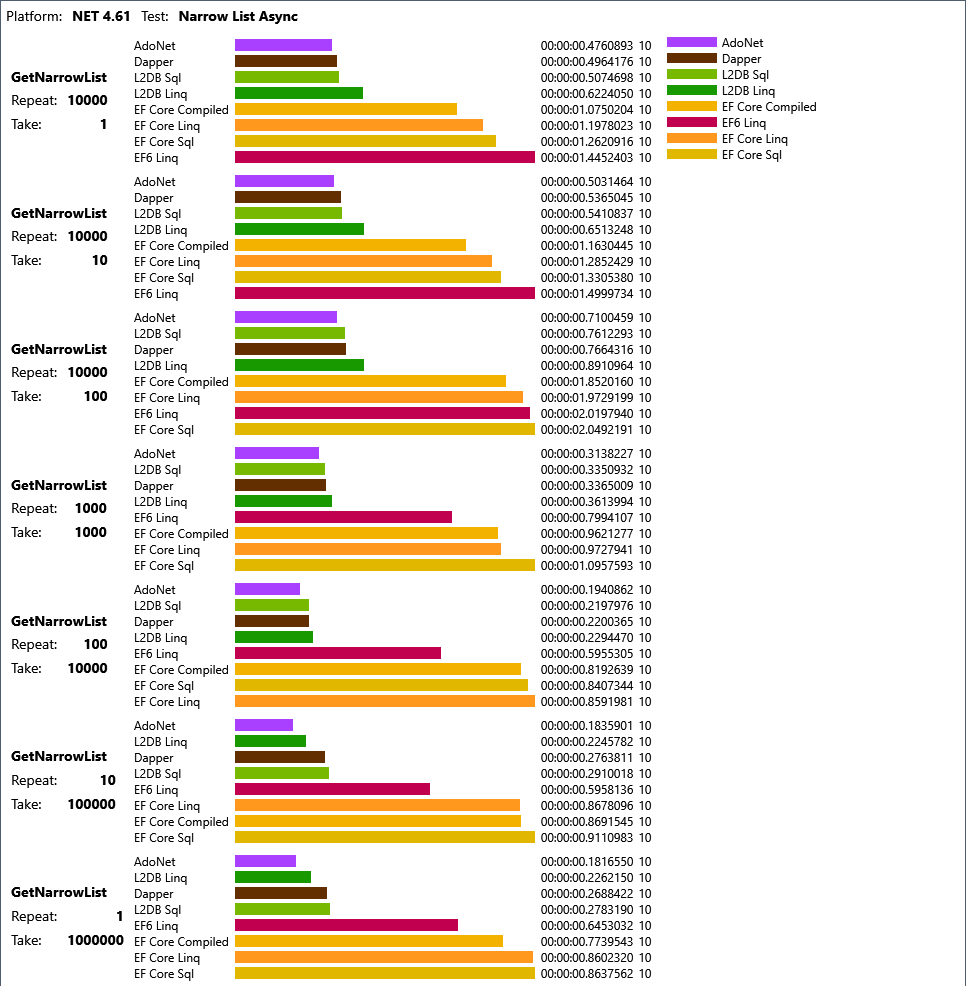 Platform: NET 4.61 Test: Narrow List Async
GetNarrowList
Repeat: 10000
Take: 1
AdoNet 00:00:00.4760893 10
Dapper 00:00:00.4964176 10
L2DB Sql 00:00:00.5074698 10
L2DB Linq 00:00:00.6224050 10
EF Core Compiled 00:00:01.0750204 10
EF Core Linq 00:00:01.1978023 10
EF Core Sql 00:00:01.2620916 10
EF6 Linq 00:00:01.4452403 10
AdoNet
Dapper
L2DB Sql
L2DB Linq
EF Core Compiled
EF6 Linq
EF Core Linq
EF Core Sql
GetNarrowList
Repeat: 10000
Take: 10
AdoNet 00:00:00.5031464 10
Dapper 00:00:00.5365045 10
L2DB Sql 00:00:00.5410837 10
L2DB Linq 00:00:00.6513248 10
EF Core Compiled 00:00:01.1630445 10
EF Core Linq 00:00:01.2852429 10
EF Core Sql 00:00:01.3305380 10
EF6 Linq 00:00:01.4999734 10
GetNarrowList
Repeat: 10000
Take: 100
AdoNet 00:00:00.7100459 10
L2DB Sql 00:00:00.7612293 10
Dapper 00:00:00.7664316 10
L2DB Linq 00:00:00.8910964 10
EF Core Compiled 00:00:01.8520160 10
EF Core Linq 00:00:01.9729199 10
EF6 Linq 00:00:02.0197940 10
EF Core Sql 00:00:02.0492191 10
GetNarrowList
Repeat: 1000
Take: 1000
AdoNet 00:00:00.3138227 10
L2DB Sql 00:00:00.3350932 10
Dapper 00:00:00.3365009 10
L2DB Linq 00:00:00.3613994 10
EF6 Linq 00:00:00.7994107 10
EF Core Compiled 00:00:00.9621277 10
EF Core Linq 00:00:00.9727941 10
EF Core Sql 00:00:01.0957593 10
GetNarrowList
Repeat: 100
Take: 10000
AdoNet 00:00:00.1940862 10
L2DB Sql 00:00:00.2197976 10
Dapper 00:00:00.2200365 10
L2DB Linq 00:00:00.2294470 10
EF6 Linq 00:00:00.5955305 10
EF Core Compiled 00:00:00.8192639 10
EF Core Sql 00:00:00.8407344 10
EF Core Linq 00:00:00.8591981 10
GetNarrowList
Repeat: 10
Take: 100000
AdoNet 00:00:00.1835901 10
L2DB Linq 00:00:00.2245782 10
Dapper 00:00:00.2763811 10
L2DB Sql 00:00:00.2910018 10
EF6 Linq 00:00:00.5958136 10
EF Core Linq 00:00:00.8678096 10
EF Core Compiled 00:00:00.8691545 10
EF Core Sql 00:00:00.9110983 10
GetNarrowList
Repeat: 1
Take: 1000000
AdoNet 00:00:00.1816550 10
L2DB Linq 00:00:00.2262150 10
Dapper 00:00:00.2688422 10
L2DB Sql 00:00:00.2783190 10
EF6 Linq 00:00:00.6453032 10
EF Core Compiled 00:00:00.7739543 10
EF Core Linq 00:00:00.8602320 10
EF Core Sql 00:00:00.8637562 10